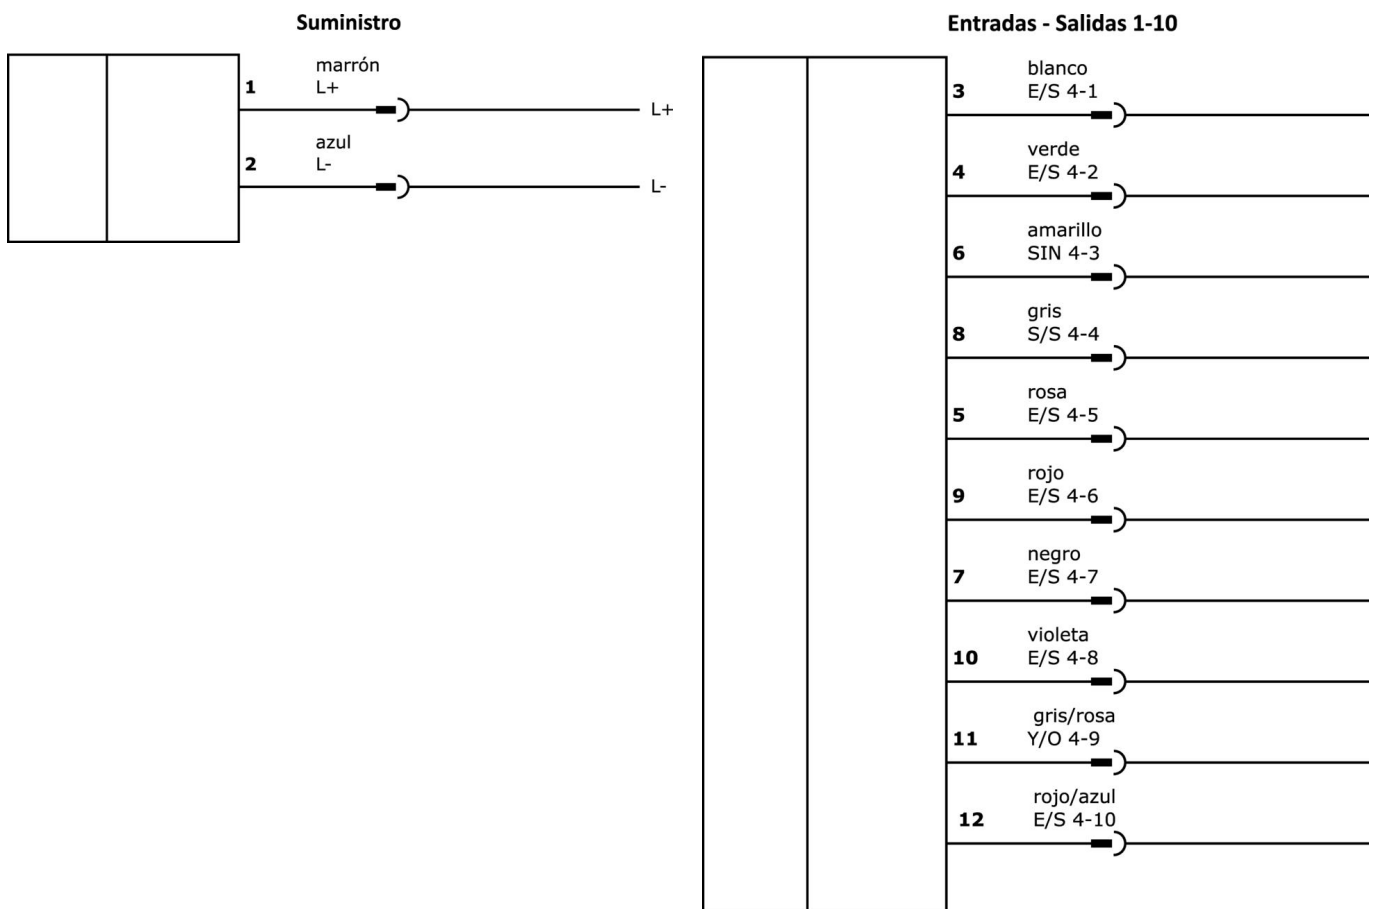 Suministro
1
marrón
L+
L+
2
azul
L-
L-
Entradas - Salidas 1-10
3
blanco
E/S 4-1
4
verde
E/S 4-2
6
amarillo
SIN 4-3
8
gris
S/S 4-4
5
rosa
E/S 4-5
9
rojo
E/S 4-6
7
negro
E/S 4-7
10
violeta
E/S 4-8
11
gris/rosa
Y/O 4-9
12
rojo/azul
E/S 4-10